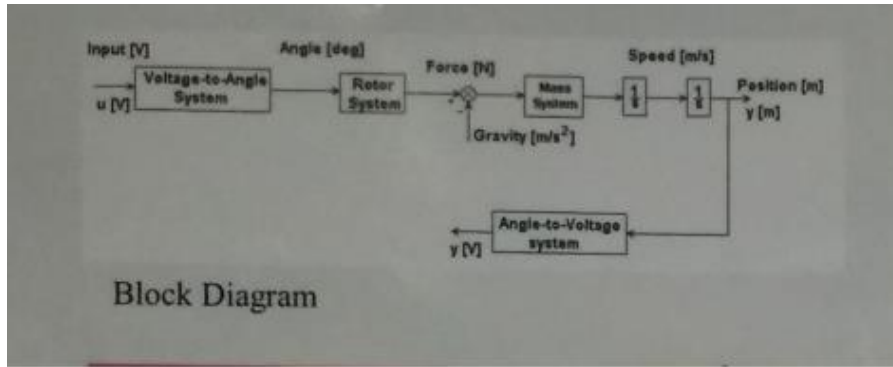 Input [V]
Angle [deg]
Force [N]
Speed [m/s]
Position [m]
Voltage-to-Angle
System
Rotor
System
Mass
System
1
s
1
s
u [V]
y [m]
+
-
Gravity [m/s²]
Angle-to-Voltage
system
y [V]
Block Diagram